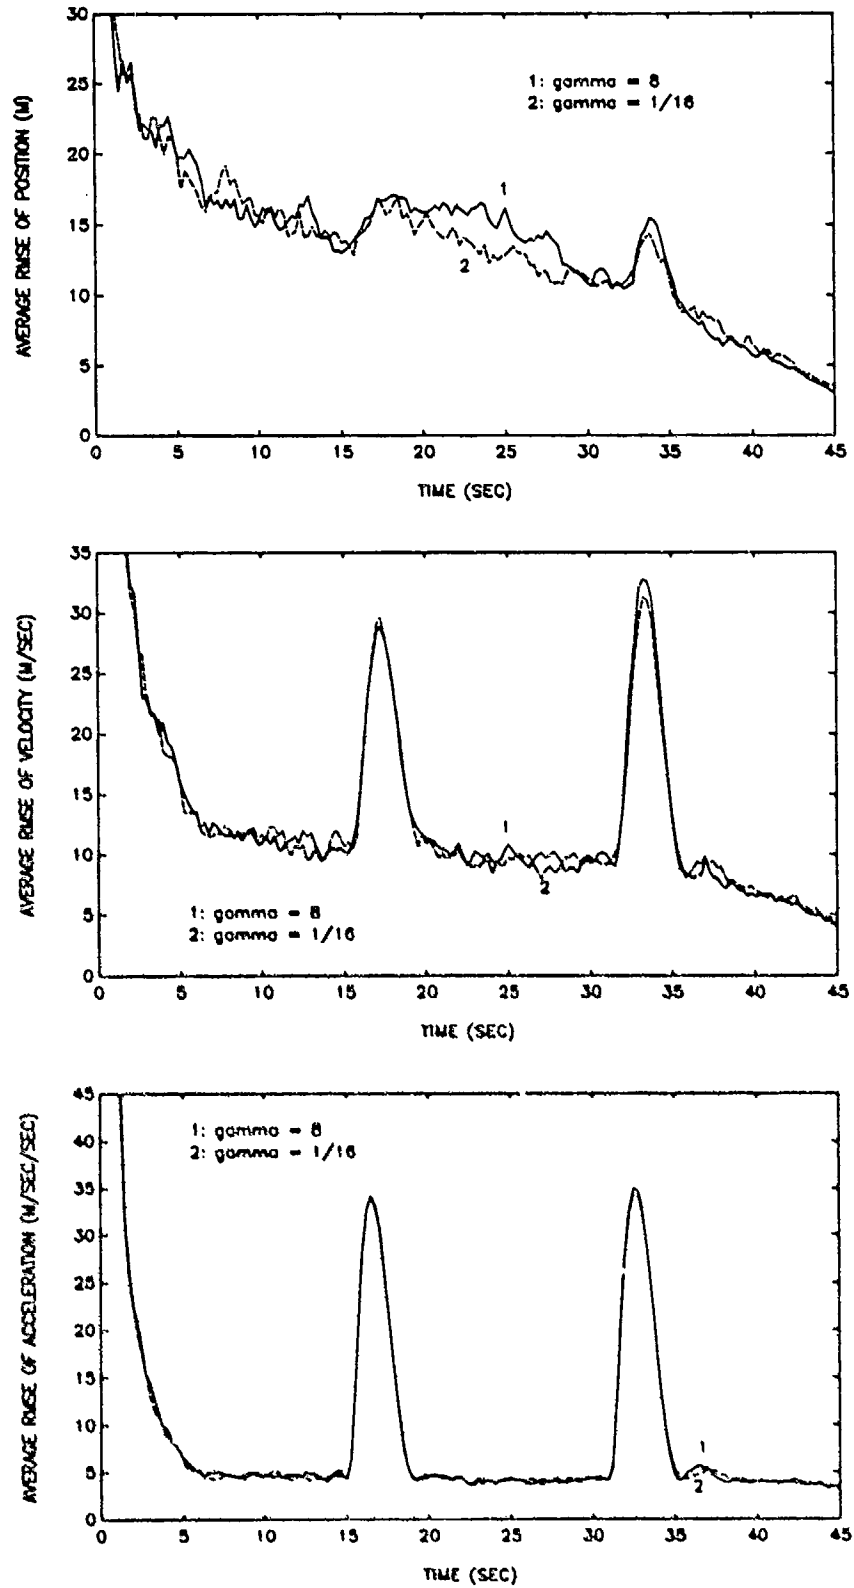 AVERAGE RMSE OF POSITION (M)
30
25
20
15
10
5
0
1: gamma = 8
2: gamma = 1/16
1
2
0 5 10 15 20 25 30 35 40 45
TIME (SEC)
AVERAGE RMSE OF VELOCITY (M/SEC)
35
30
25
20
15
10
5
0
1
2
1: gamma = 8
2: gamma = 1/16
0 5 10 15 20 25 30 35 40 45
TIME (SEC)
AVERAGE RMSE OF ACCELERATION (M/SEC/SEC)
45
40
35
30
25
20
15
10
5
0
1: gamma = 8
2: gamma = 1/16
1
2
0 5 10 15 20 25 30 35 40 45
TIME (SEC)